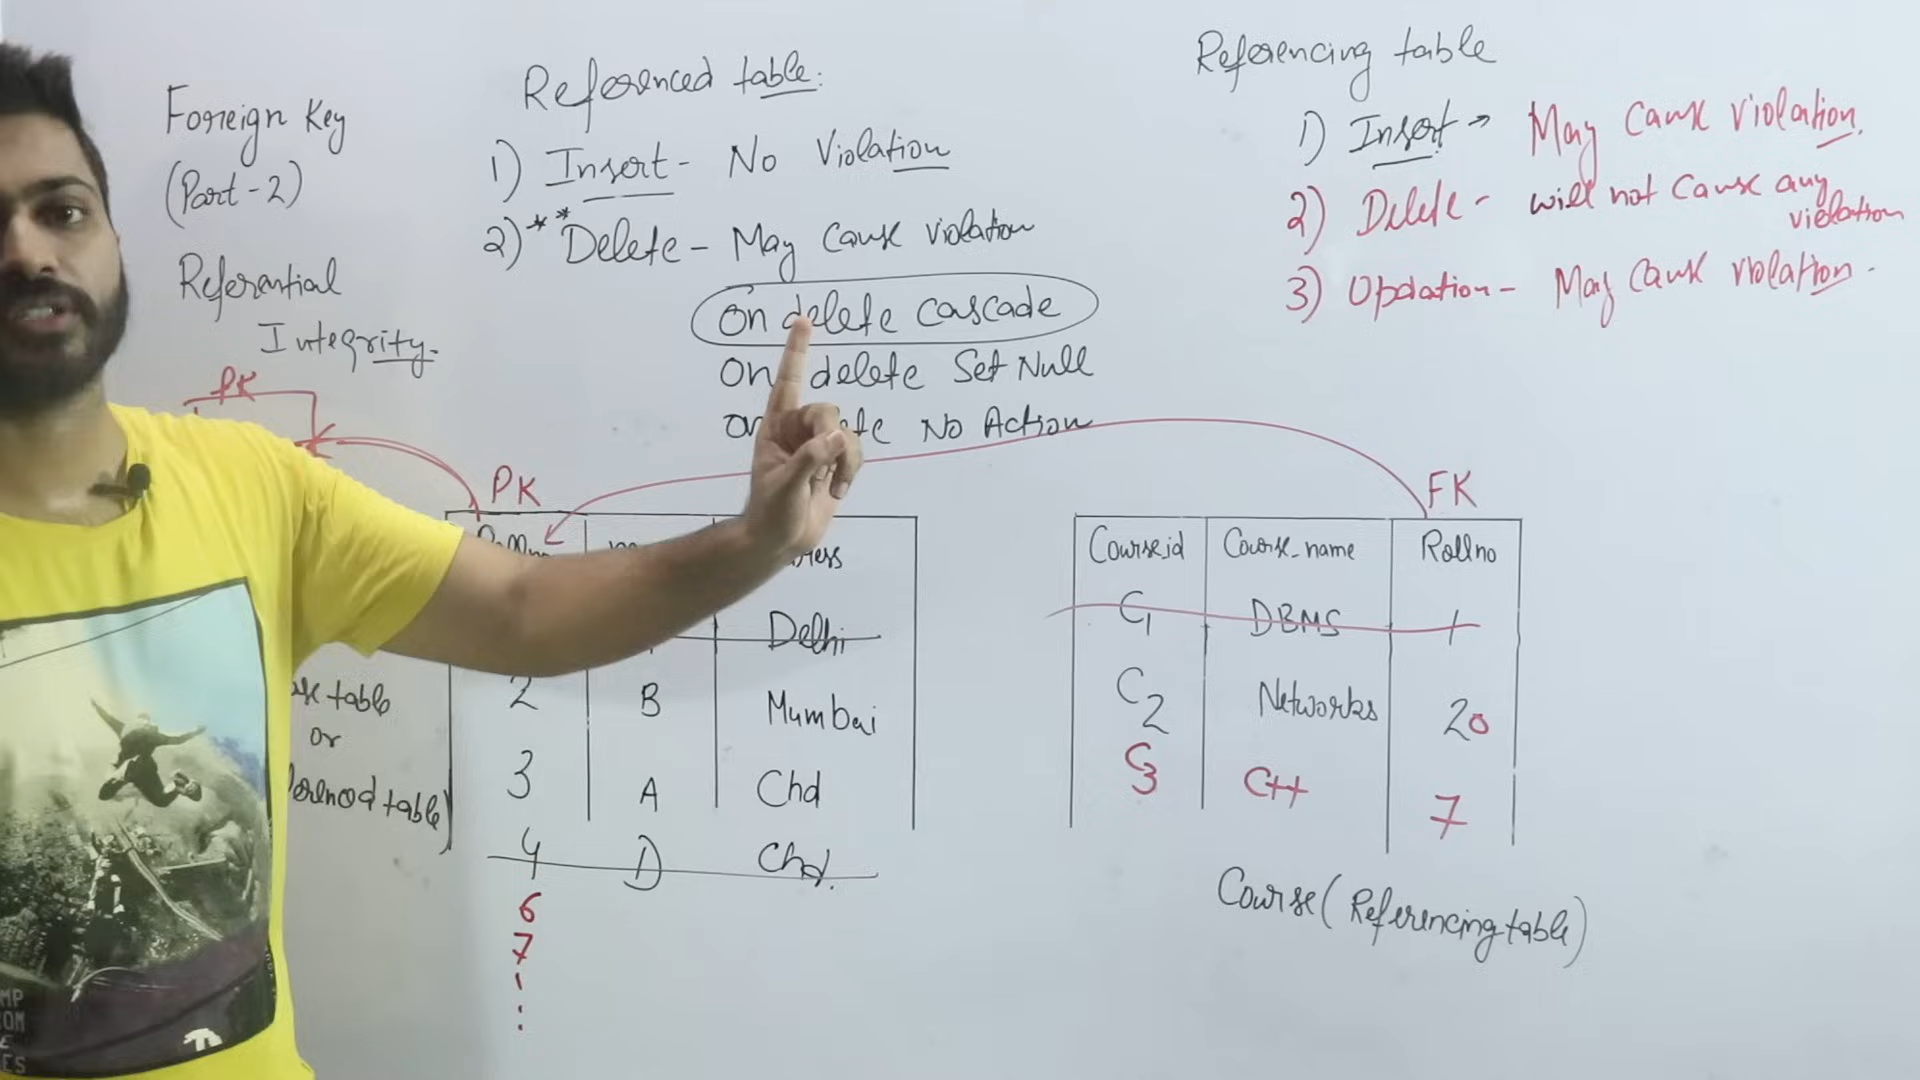 Foreign Key
(Part-2)
Referential
Integrity.
PK
Referenced table:
1) Insert - No Violation
2) ** Delete - May Cause violation
On delete Cascade
On delete Set Null
No Action
Referencing table
1) Insert → May Cause violation.
2) Delete - will not Cause any
violation
3) Updation - May Cause violation.
PK
Delhi
2 B Mumbai
3 A Chd
4 D Chd.
6
7
table
or
table)
FK
Course_id Course_name Rollno
C1 DBMS 1
C2 Networks 20
C3 C++ 7
Course (Referencing table)